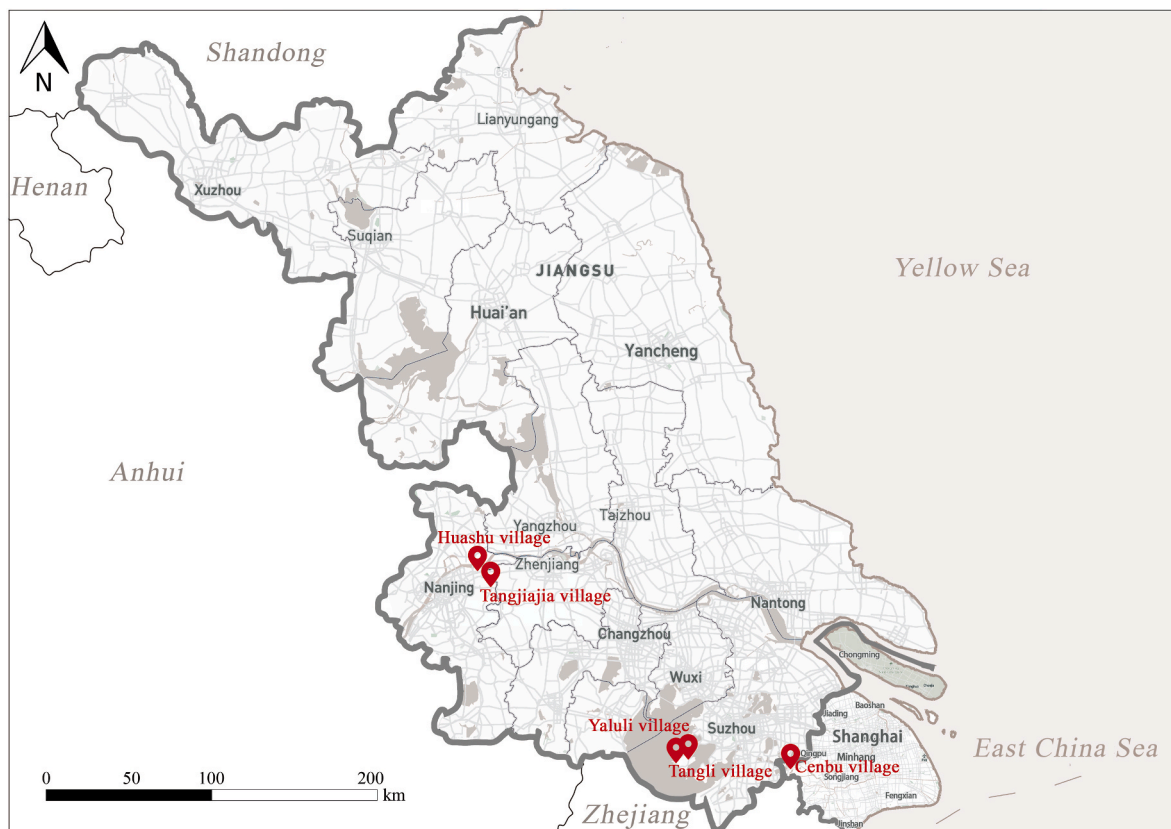 Shandong
N
Lianyungang
Henan
Xuzhou
Suqian
JIANGSU
Yellow Sea
Huai'an
Yancheng
Anhui
Taizhou
Yangzhou
Huashu village
Zhenjiang
Nanjing
Tangjiajia village
Nantong
Changzhou
Chongming
Wuxi
Baoshan
Jiading
Yaluli village
Suzhou
Shanghai
East China Sea
Qingpu
Minhang
Cenbu village
Tangli village
Songjiang
0 50 100 200
km
Fengxian
Zhejiang
Jinshan